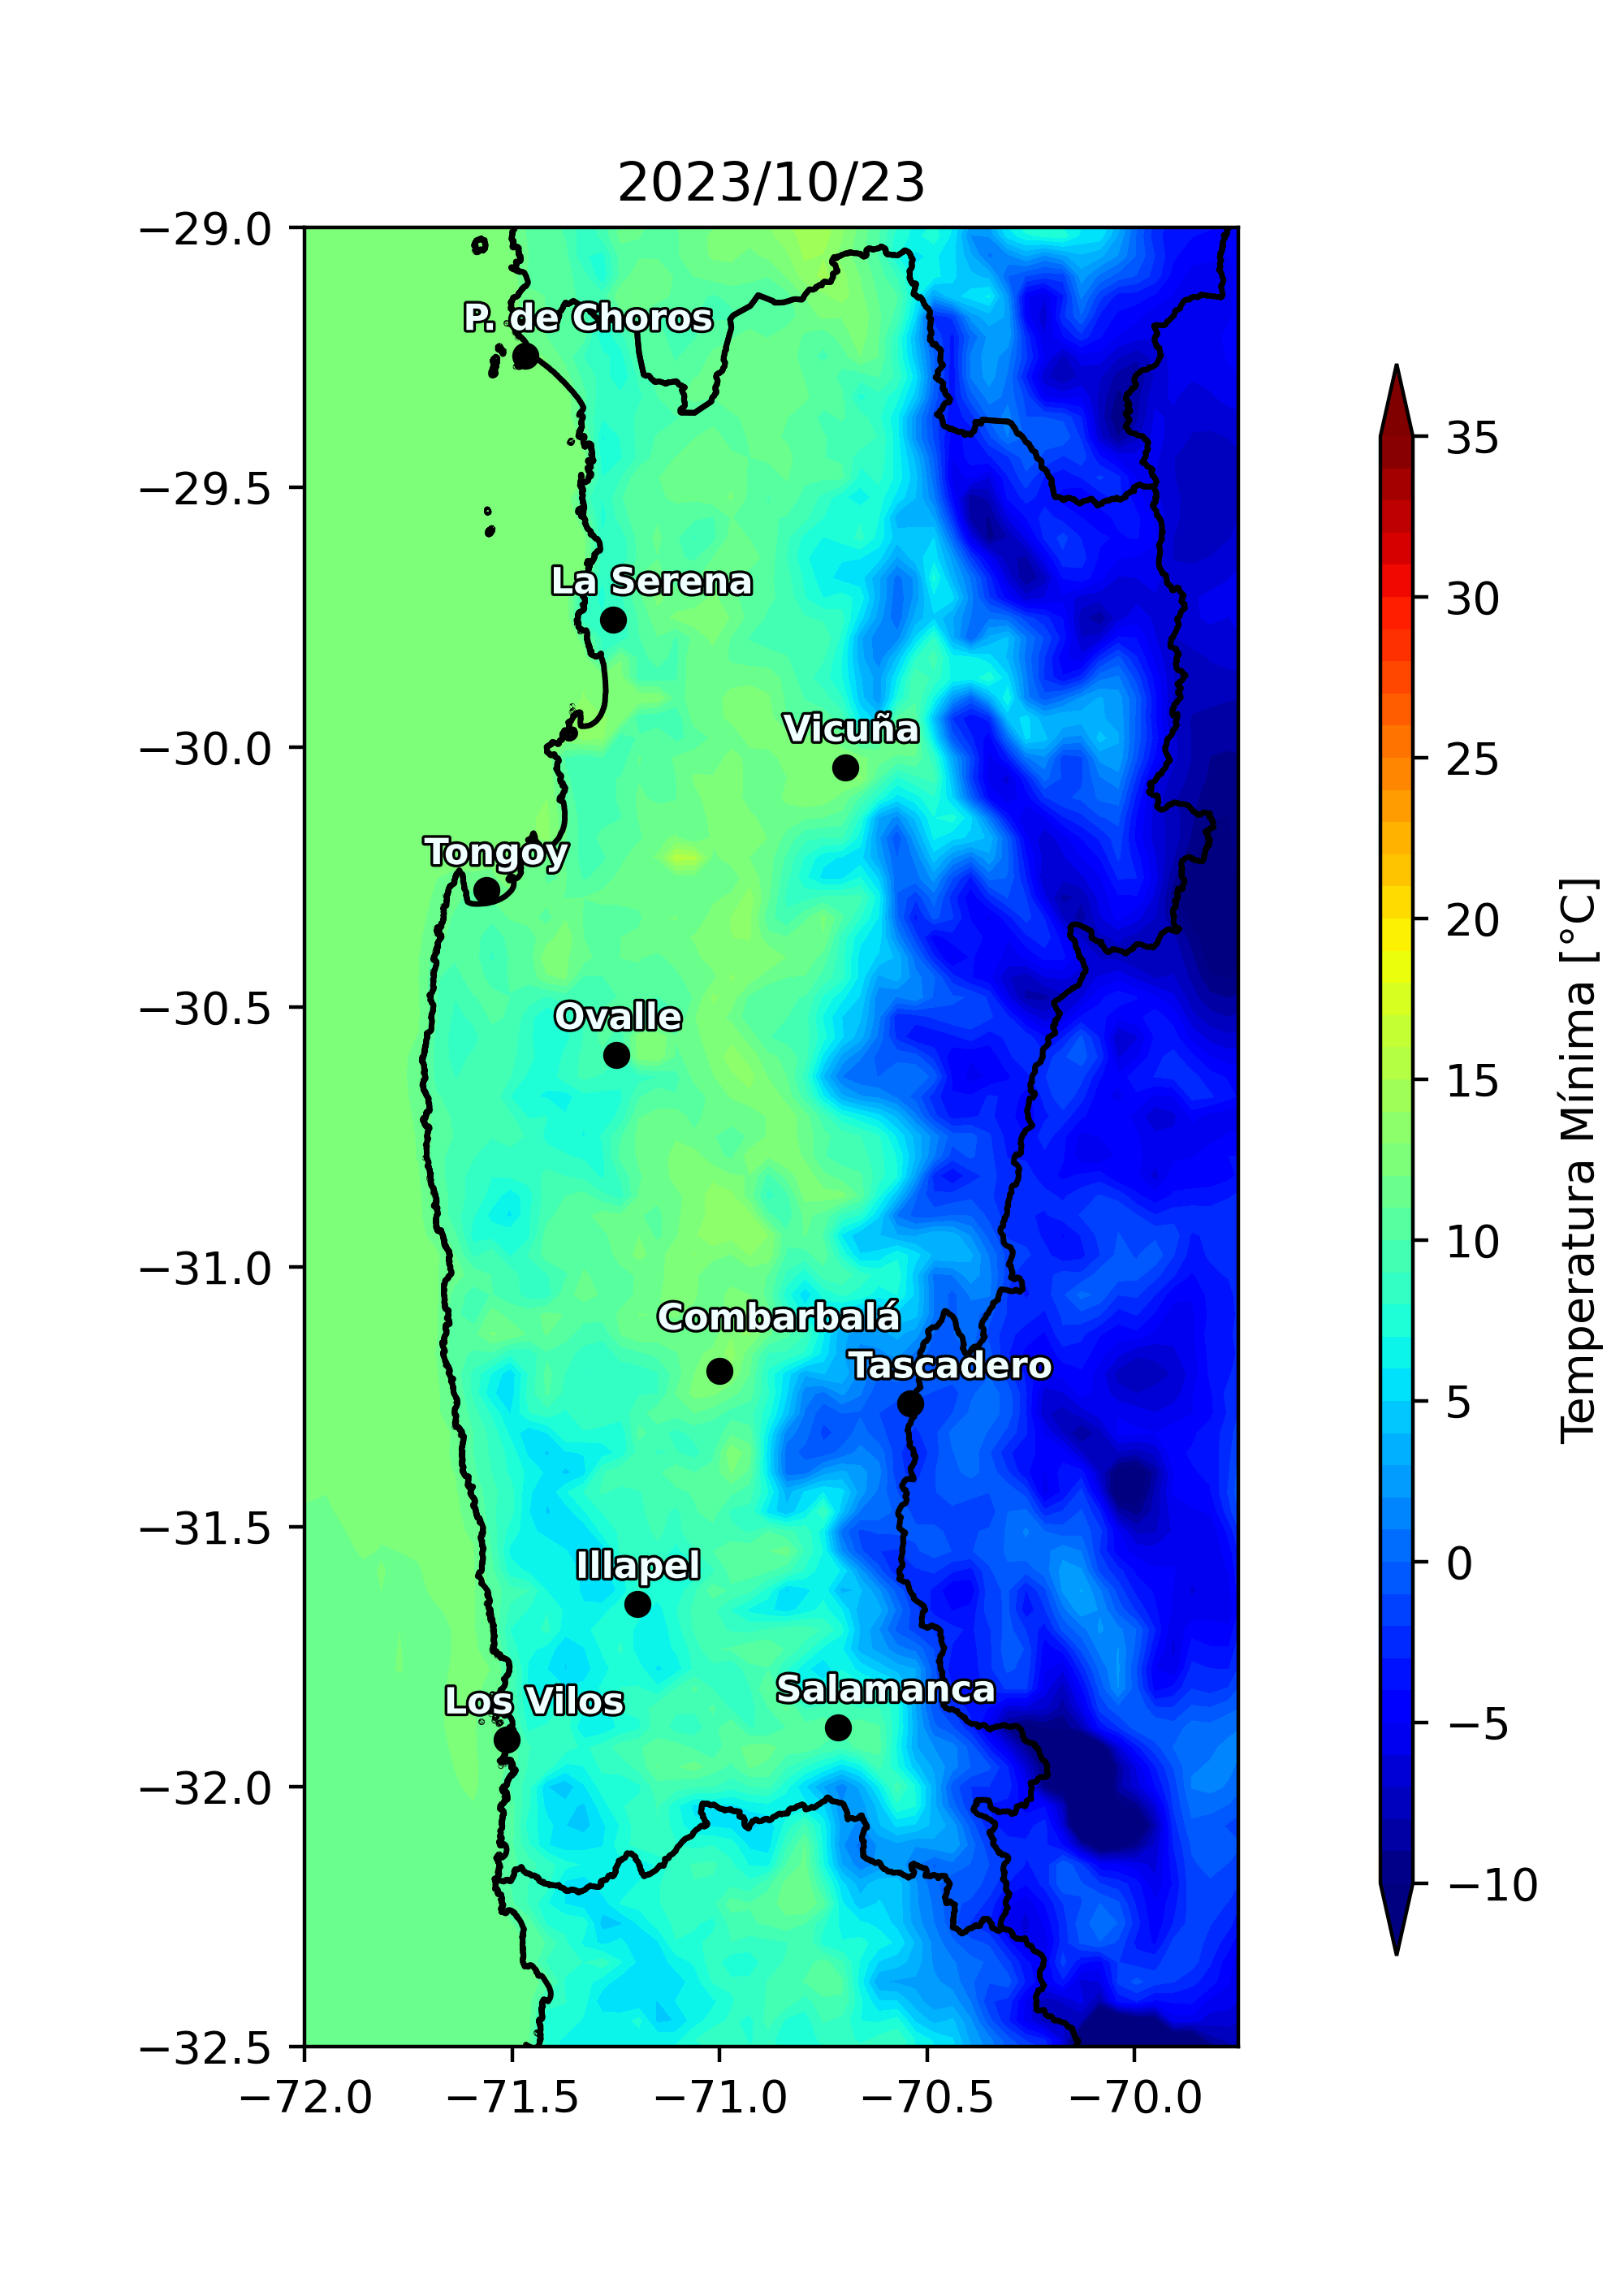 2023/10/23
−29.0
−29.5
−30.0
−30.5
−31.0
−31.5
−32.0
−32.5
−72.0
−71.5
−71.0
−70.5
−70.0
P. de Choros
La Serena
Vicuña
Tongoy
Ovalle
Combarbalá
Tascadero
Illapel
Los Vilos
Salamanca
35
30
25
20
15
10
5
0
−5
−10
Temperatura Mínima [°C]